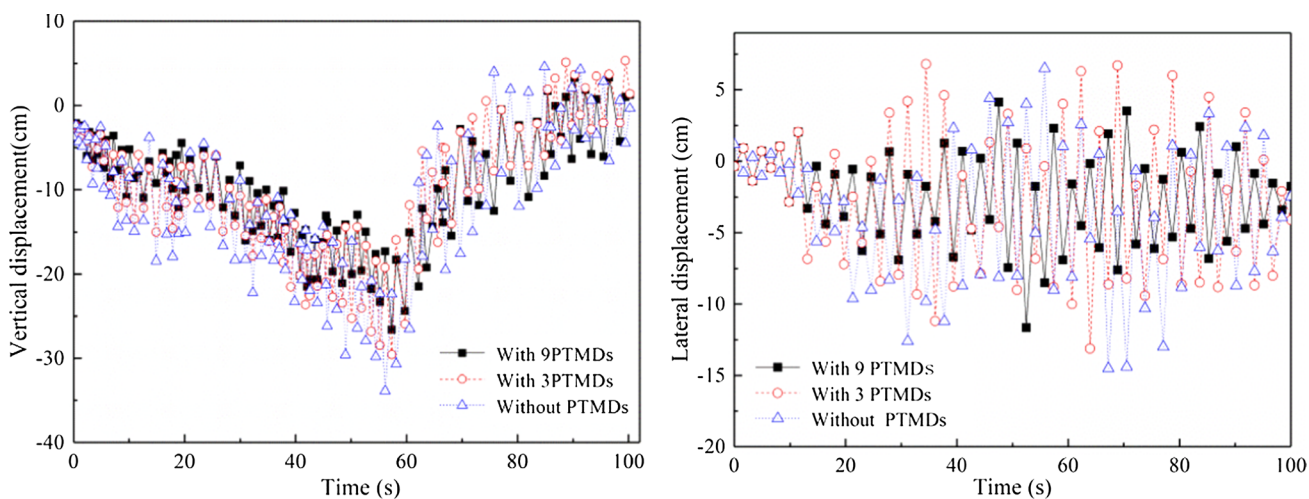 10
0
-10
-20
-30
-40
0
20
40
60
80
100
Vertical displacement(cm)
Time (s)
With 9PTMDs
With 3PTMDs
Without PTMDs
5
0
-5
-10
-15
-20
0
20
40
60
80
100
Lateral displacement (cm)
Time (s)
With 9 PTMDs
With 3 PTMDs
Without PTMDs